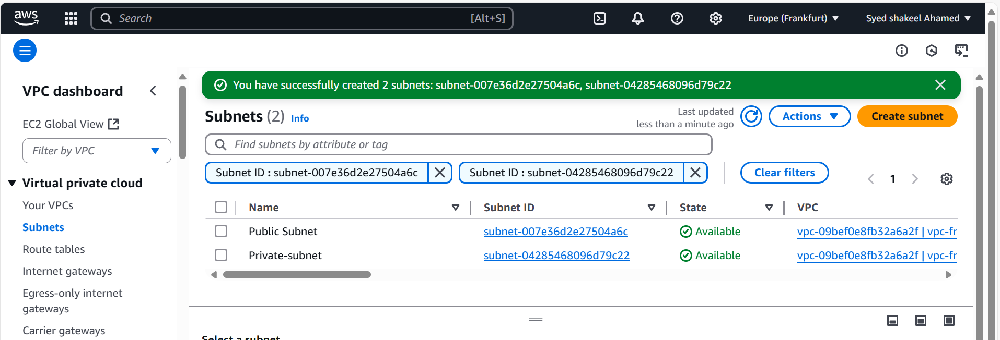 aws
Search [Alt+S]
Europe (Frankfurt)
Syed shakeel Ahamed
VPC dashboard
EC2 Global View
Filter by VPC
Virtual private cloud
Your VPCs
Subnets
Route tables
Internet gateways
Egress-only internet
gateways
Carrier gateways
You have successfully created 2 subnets: subnet-007e36d2e27504a6c, subnet-04285468096d79c22
Subnets (2) Info
Last updated
less than a minute ago
Actions
Create subnet
Find subnets by attribute or tag
Subnet ID : subnet-007e36d2e27504a6c
Subnet ID : subnet-04285468096d79c22
Clear filters
1
Name Subnet ID State VPC
Public Subnet subnet-007e36d2e27504a6c Available vpc-09bef0e8fb32a6a2f | vpc-fr
Private-subnet subnet-04285468096d79c22 Available vpc-09bef0e8fb32a6a2f | vpc-fr
Select a subnet